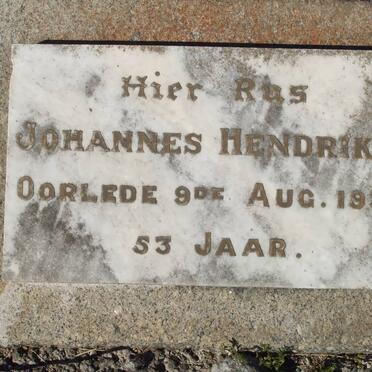 Hier Rus
Johannes Hendrik
Oorlede 9de Aug. 19
53 Jaar.